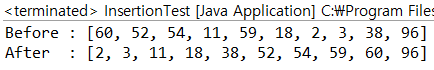 <terminated> InsertionTest [Java Application] C:₩Program Files
Before : [60, 52, 54, 11, 59, 18, 2, 3, 38, 96]
After  : [2, 3, 11, 18, 38, 52, 54, 59, 60, 96]